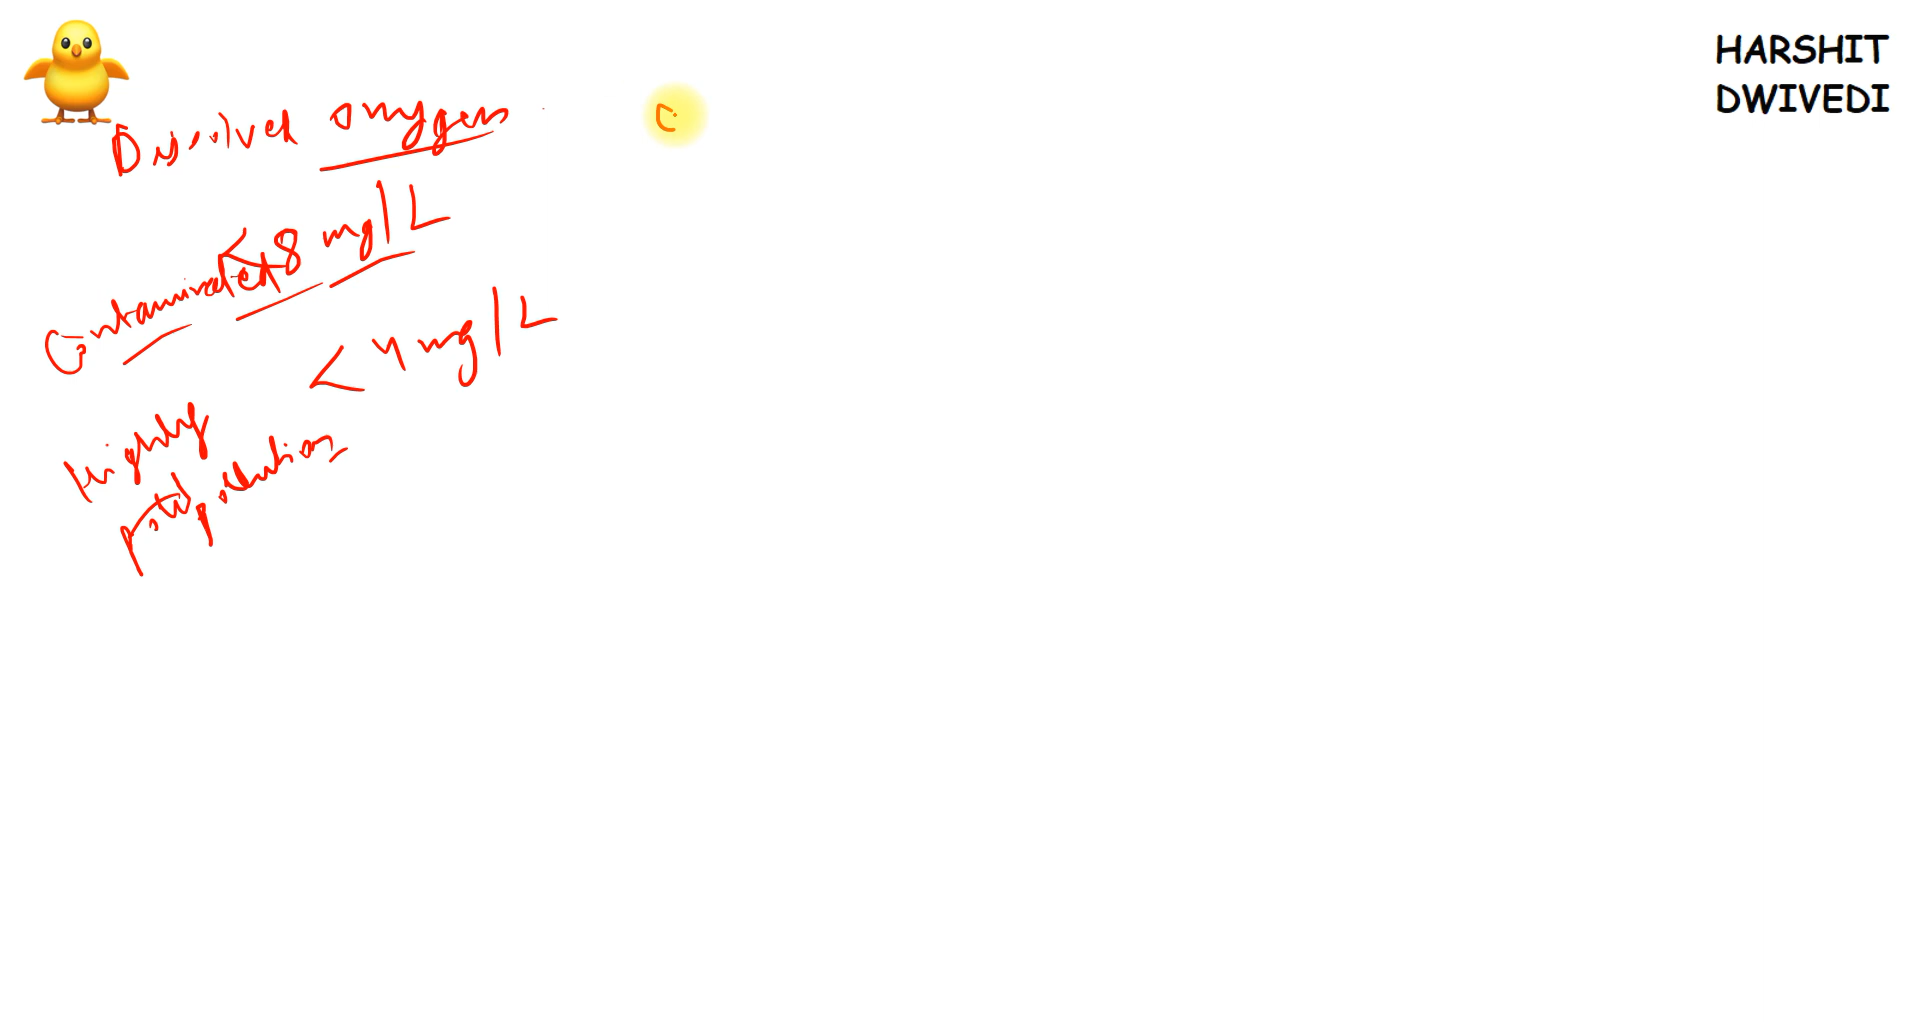 HARSHIT
DWIVEDI
Dissolved oxygen
< 8 mg/L
Contaminated
< 4 mg/L
Highly
polluted